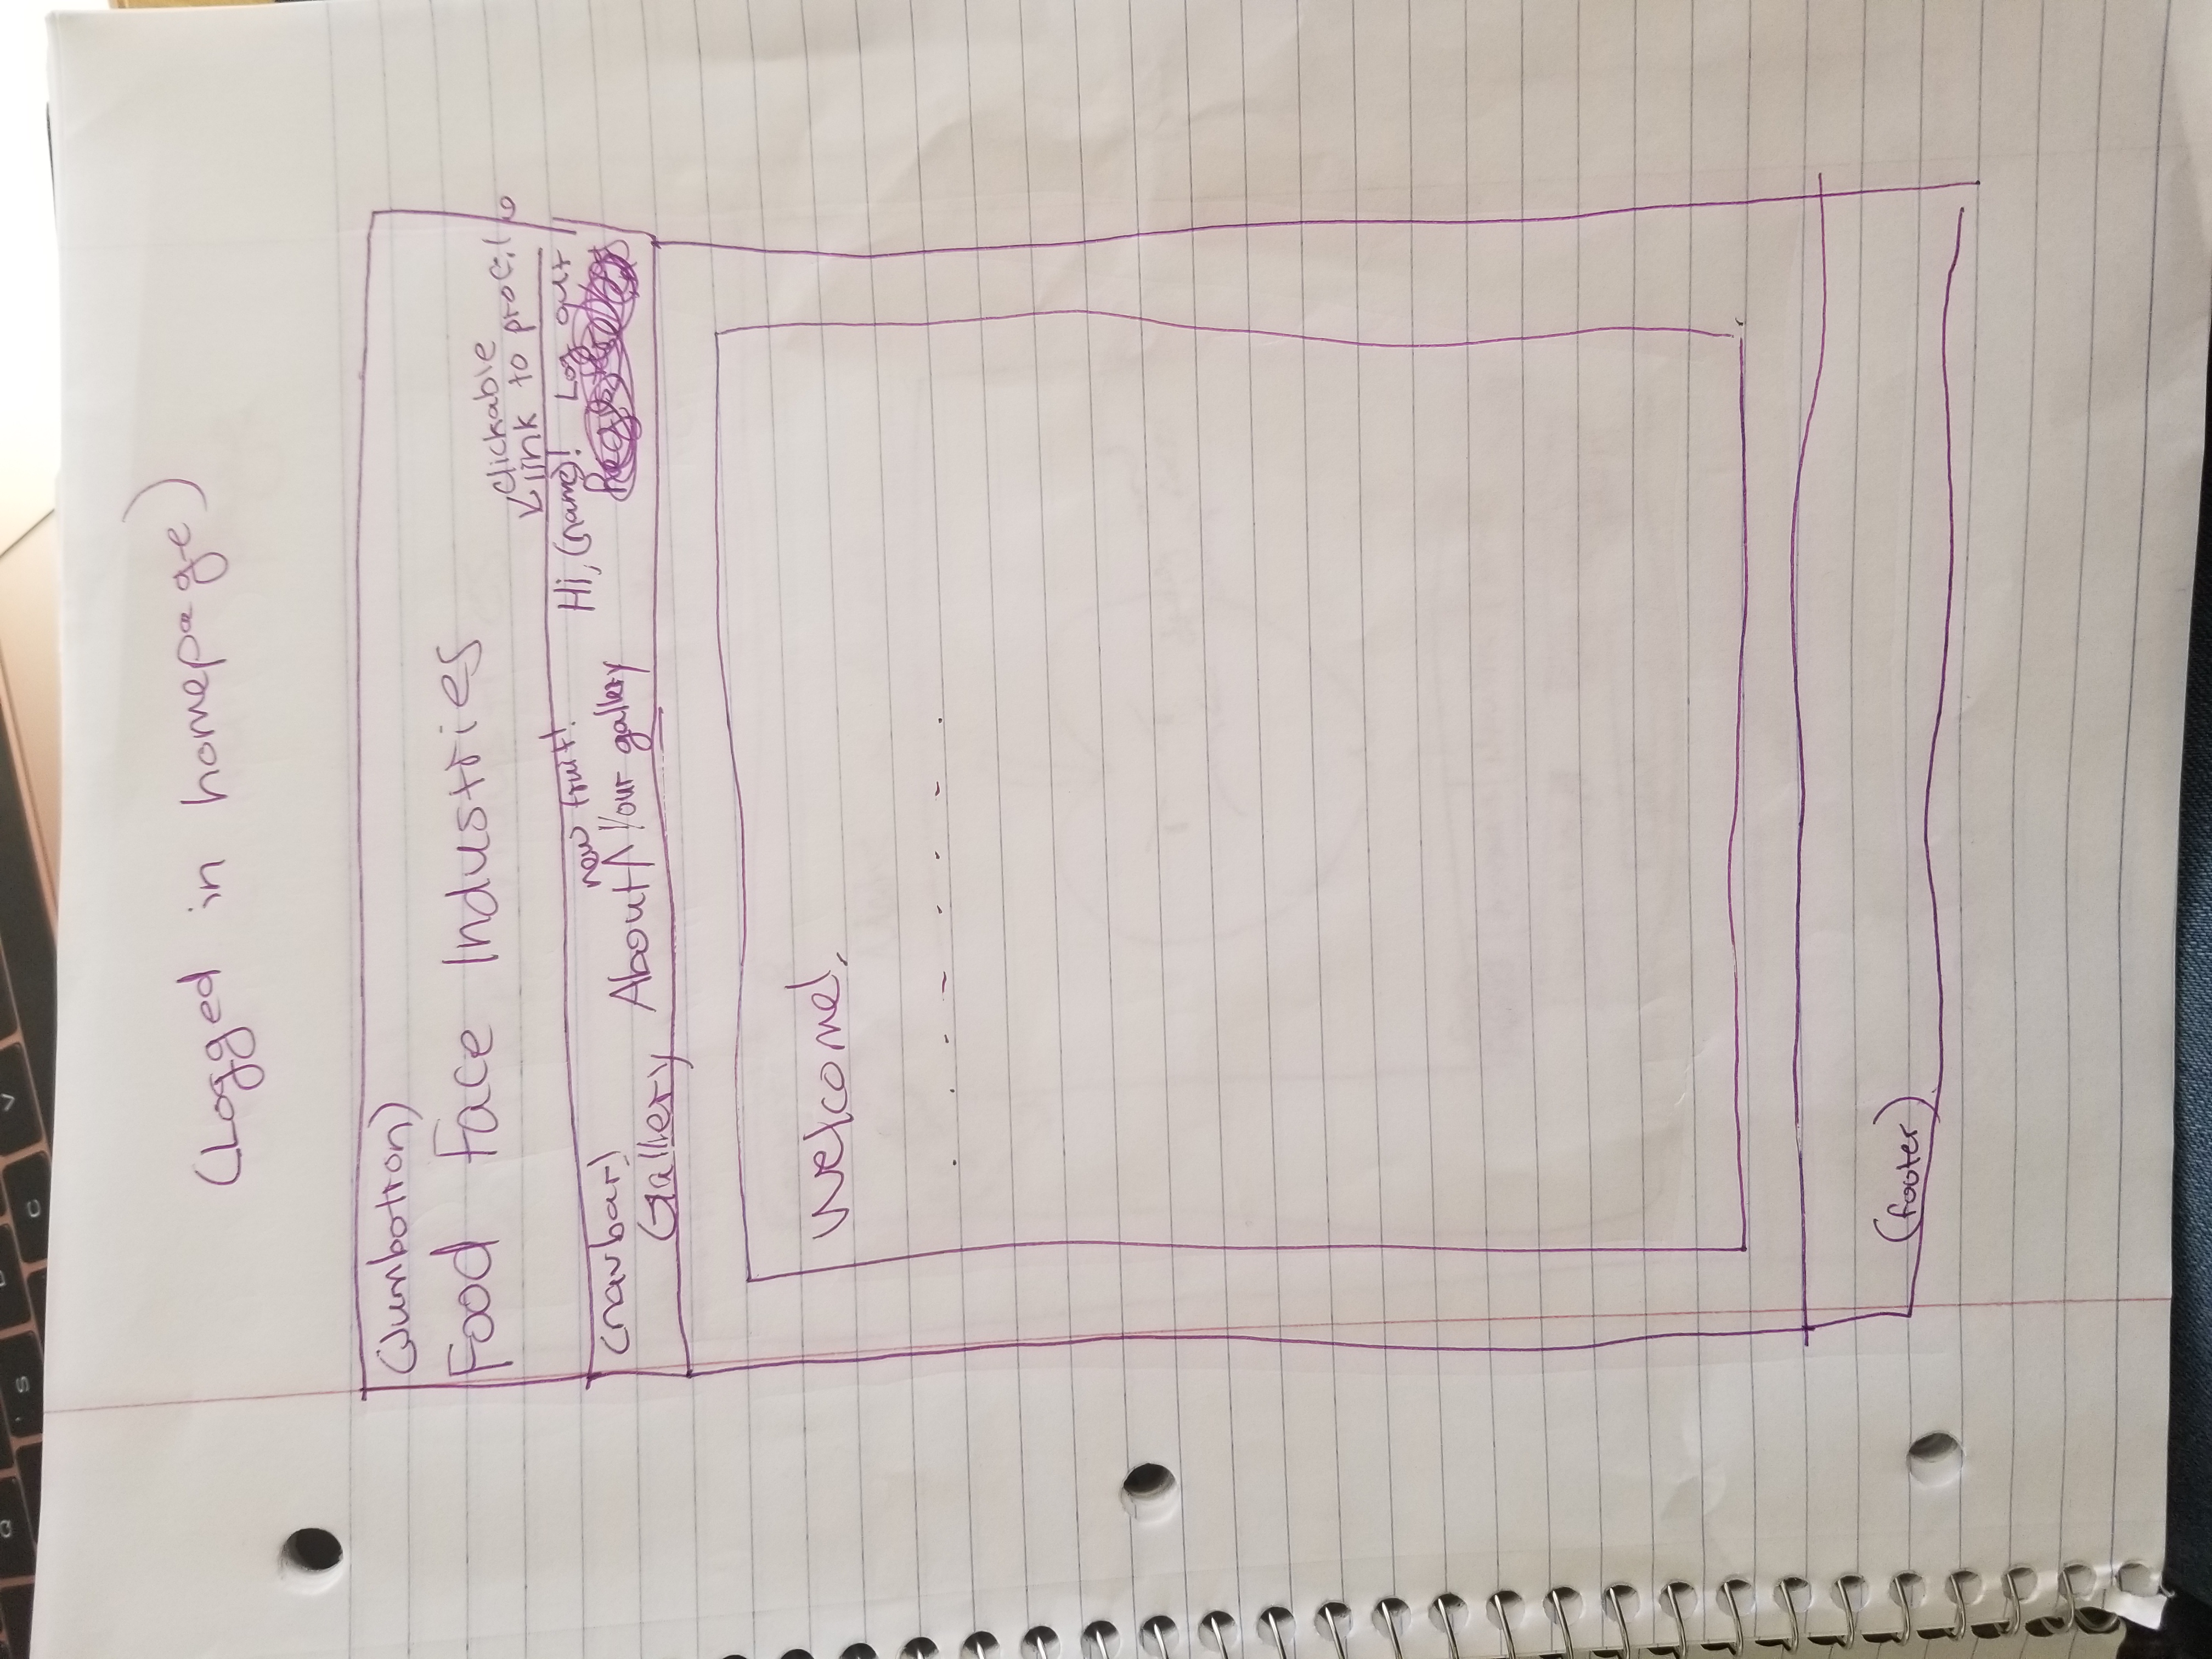 (Logged in homepage)
(Jumbotron)
Food Face Industries
clickable
link to profile
new fruit!
Hi, (name)! Log out
(navbar)
Gallery About ^ Your gallery
Welcome!
(footer)
Q S C V